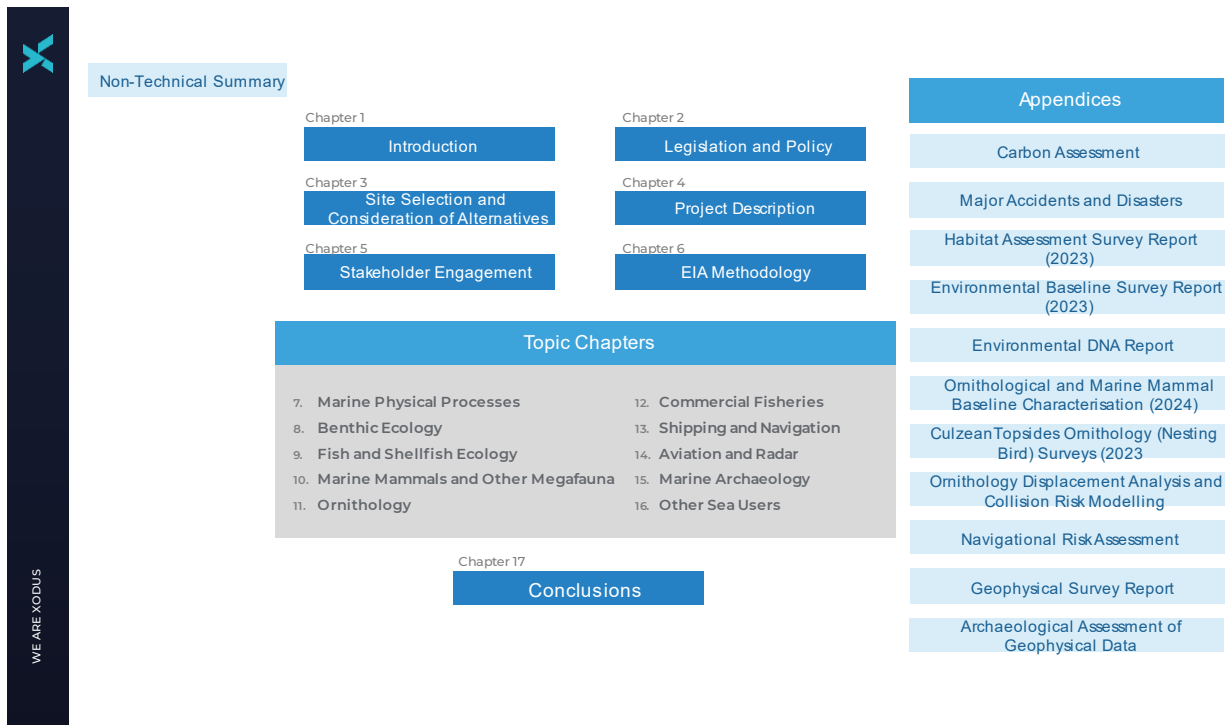 Non-Technical Summary
Chapter 1
Introduction
Chapter 2
Legislation and Policy
Chapter 3
Site Selection and
Consideration of Alternatives
Chapter 4
Project Description
Chapter 5
Stakeholder Engagement
Chapter 6
EIA Methodology
Topic Chapters
7. Marine Physical Processes
8. Benthic Ecology
9. Fish and Shellfish Ecology
10. Marine Mammals and Other Megafauna
11. Ornithology
12. Commercial Fisheries
13. Shipping and Navigation
14. Aviation and Radar
15. Marine Archaeology
16. Other Sea Users
Chapter 17
Conclusions
Appendices
Carbon Assessment
Major Accidents and Disasters
Habitat Assessment Survey Report
(2023)
Environmental Baseline Survey Report
(2023)
Environmental DNA Report
Ornithological and Marine Mammal
Baseline Characterisation (2024)
Culzean Topsides Ornithology (Nesting
Bird) Surveys (2023
Ornithology Displacement Analysis and
Collision Risk Modelling
Navigational Risk Assessment
Geophysical Survey Report
Archaeological Assessment of
Geophysical Data
WE ARE XODUS